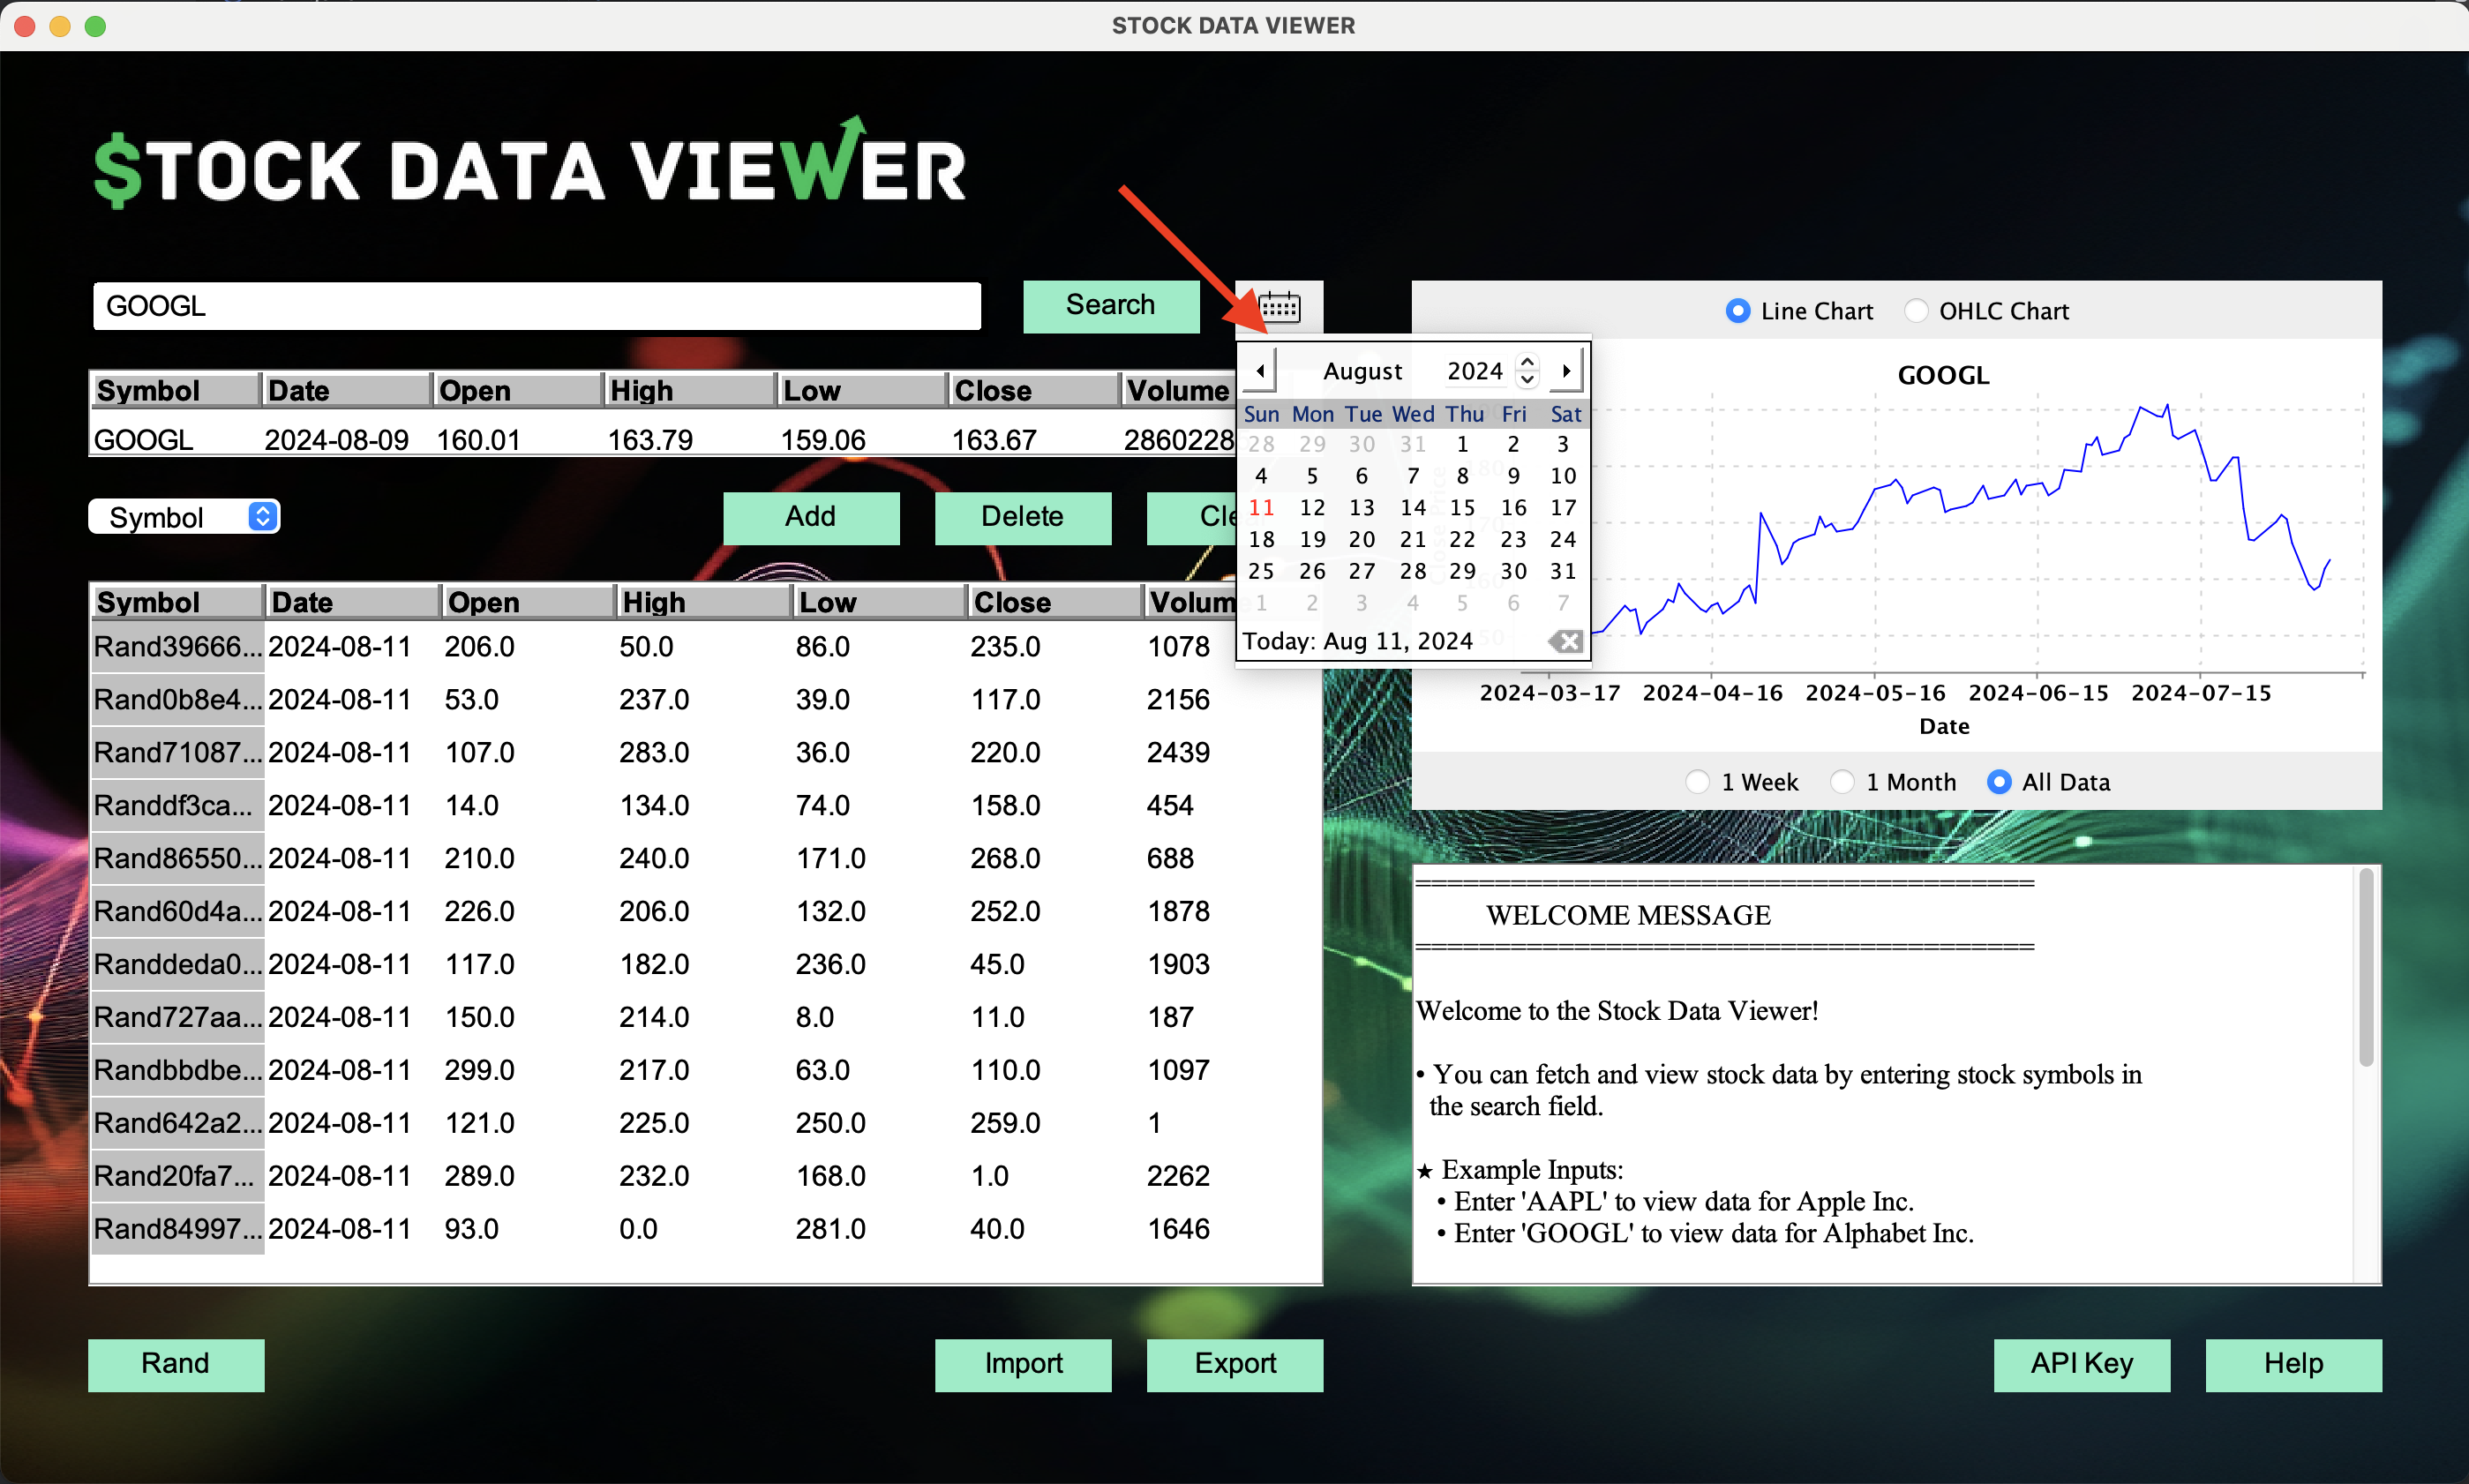 STOCK DATA VIEWER
$TOCK DATA VIEWER
GOOGL
Search
Symbol Date Open High Low Close Volume
GOOGL 2024-08-09 160.01 163.79 159.06 163.67 2860228
Symbol
Add
Delete
Symbol Date Open High Low Close Volum
Rand39666... 2024-08-11 206.0 50.0 86.0 235.0 1078
Rand0b8e4... 2024-08-11 53.0 237.0 39.0 117.0 2156
Rand71087... 2024-08-11 107.0 283.0 36.0 220.0 2439
Randdf3ca... 2024-08-11 14.0 134.0 74.0 158.0 454
Rand86550... 2024-08-11 210.0 240.0 171.0 268.0 688
Rand60d4a... 2024-08-11 226.0 206.0 132.0 252.0 1878
Randdeda0... 2024-08-11 117.0 182.0 236.0 45.0 1903
Rand727aa... 2024-08-11 150.0 214.0 8.0 11.0 187
Randbbdbe... 2024-08-11 299.0 217.0 63.0 110.0 1097
Rand642a2... 2024-08-11 121.0 225.0 250.0 259.0 1
Rand20fa7... 2024-08-11 289.0 232.0 168.0 1.0 2262
Rand84997... 2024-08-11 93.0 0.0 281.0 40.0 1646
August 2024
Sun Mon Tue Wed Thu Fri Sat
28 29 30 31 1 2 3
4 5 6 7 8 9 10
11 12 13 14 15 16 17
18 19 20 21 22 23 24
25 26 27 28 29 30 31
1 2 3 4 5 6 7
Today: Aug 11, 2024
Line Chart OHLC Chart
GOOGL
2024-03-17 2024-04-16 2024-05-16 2024-06-15 2024-07-15
Date
1 Week 1 Month All Data
========================================
WELCOME MESSAGE
========================================
Welcome to the Stock Data Viewer!
• You can fetch and view stock data by entering stock symbols in
the search field.
★ Example Inputs:
• Enter 'AAPL' to view data for Apple Inc.
• Enter 'GOOGL' to view data for Alphabet Inc.
Rand
Import
Export
API Key
Help